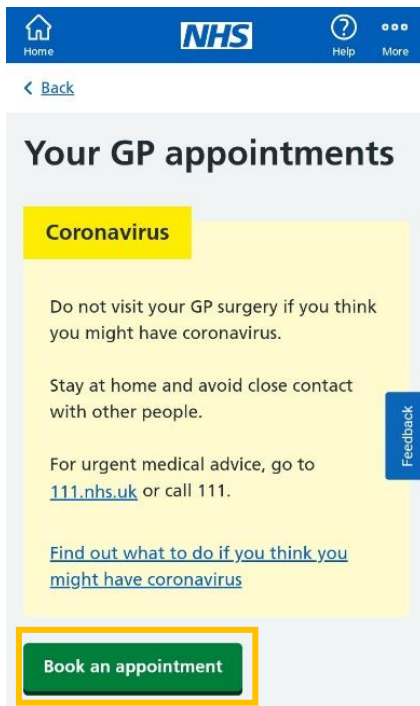 NHS
Home
Help
More
Back
Your GP appointments
Coronavirus
Do not visit your GP surgery if you think
you might have coronavirus.
Stay at home and avoid close contact
with other people.
Feedback
For urgent medical advice, go to
111.nhs.uk or call 111.
Find out what to do if you think you
might have coronavirus
Book an appointment